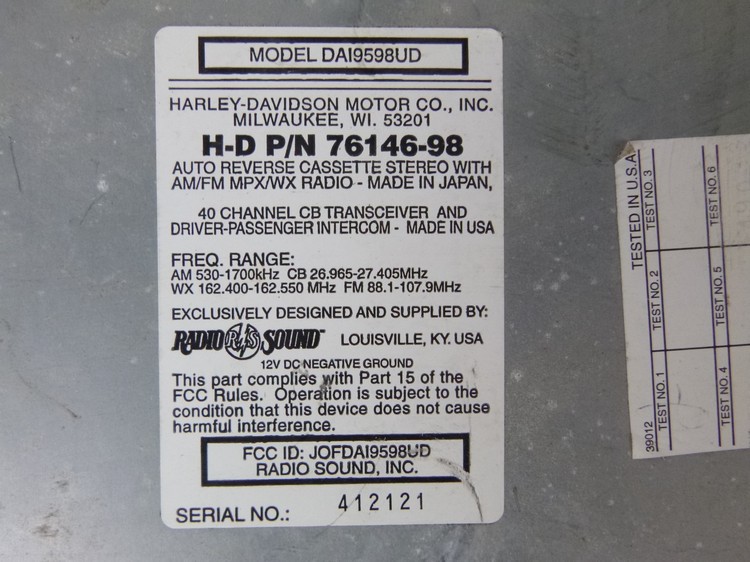 MODEL DAI9598UD
HARLEY-DAVIDSON MOTOR CO., INC.
MILWAUKEE, WI. 53201
H-D P/N 76146-98
AUTO REVERSE CASSETTE STEREO WITH
AM/FM MPX/WX RADIO - MADE IN JAPAN,
40 CHANNEL CB TRANSCEIVER AND
DRIVER-PASSENGER INTERCOM - MADE IN USA
FREQ. RANGE:
AM 530-1700kHz CB 26.965-27.405MHz
WX 162.400-162.550 MHz FM 88.1-107.9MHz
EXCLUSIVELY DESIGNED AND SUPPLIED BY:
RADIO R/S SOUND LOUISVILLE, KY. USA
12V DC NEGATIVE GROUND
This part complies with Part 15 of the
FCC Rules. Operation is subject to the
condition that this device does not cause
harmful interference.
FCC ID: JOFDAI9598UD
RADIO SOUND, INC.
SERIAL NO.: 412121
TESTED IN U.S.A.
39012
TEST NO. 1
TEST NO. 2
TEST NO. 3
TEST NO. 4
TEST NO. 5
TEST NO. 6